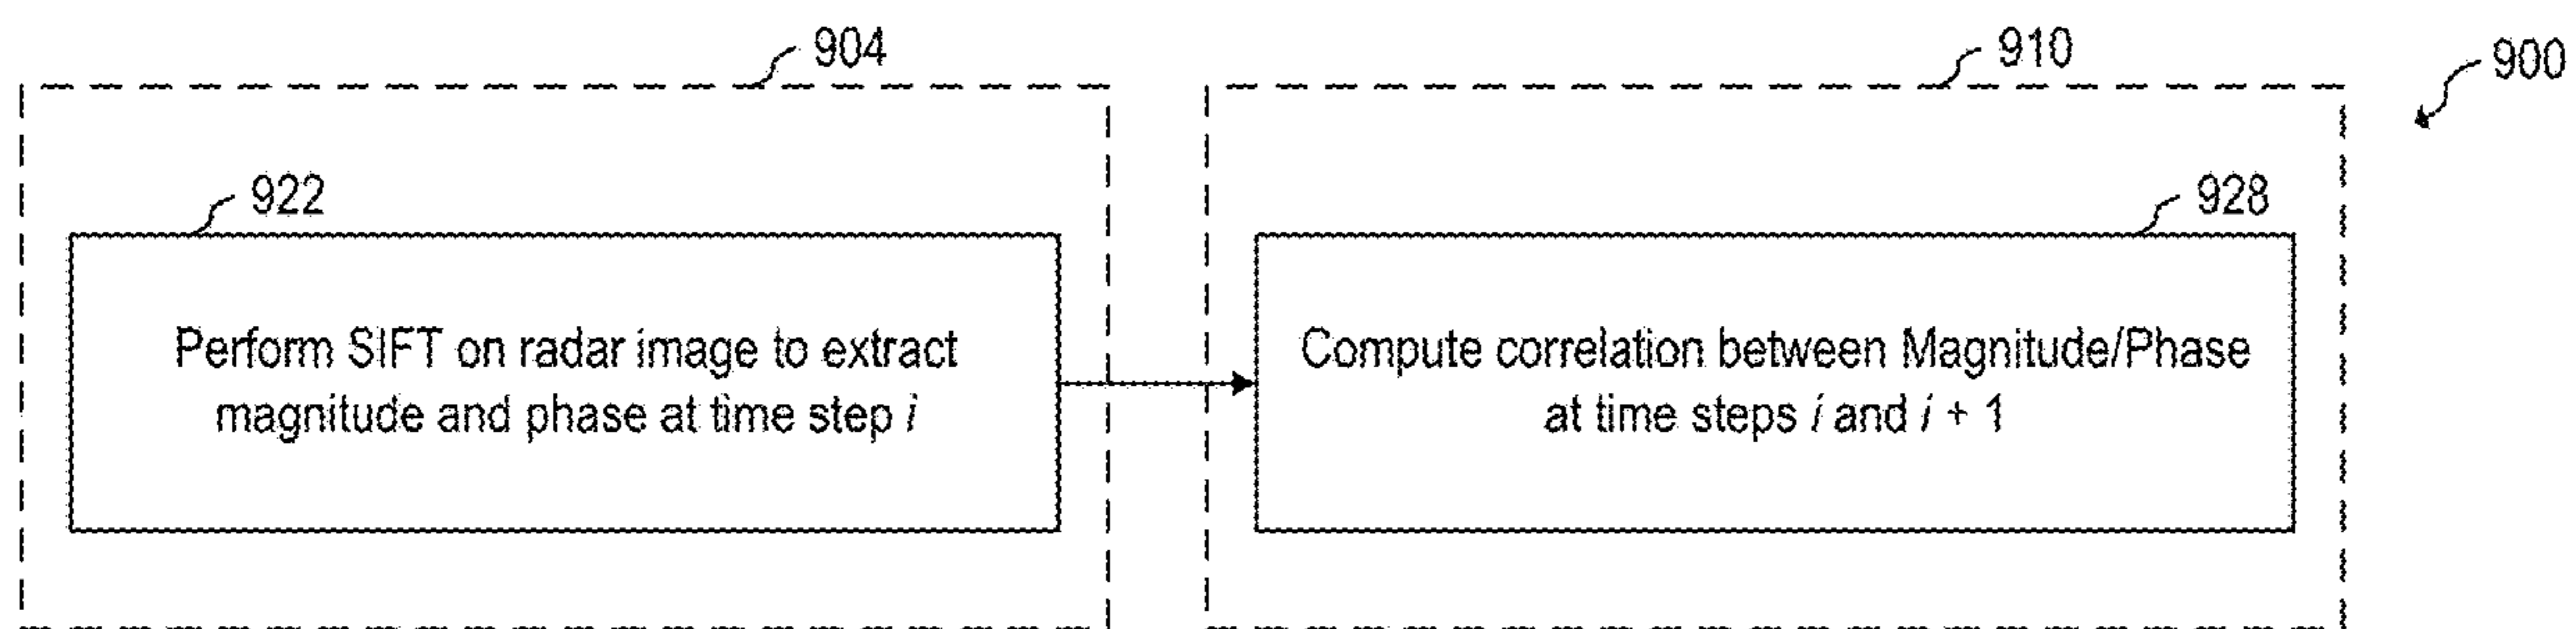 904
910
900
922
928
Perform SIFT on radar image to extract
magnitude and phase at time step i
Compute correlation between Magnitude/Phase
at time steps i and i + 1